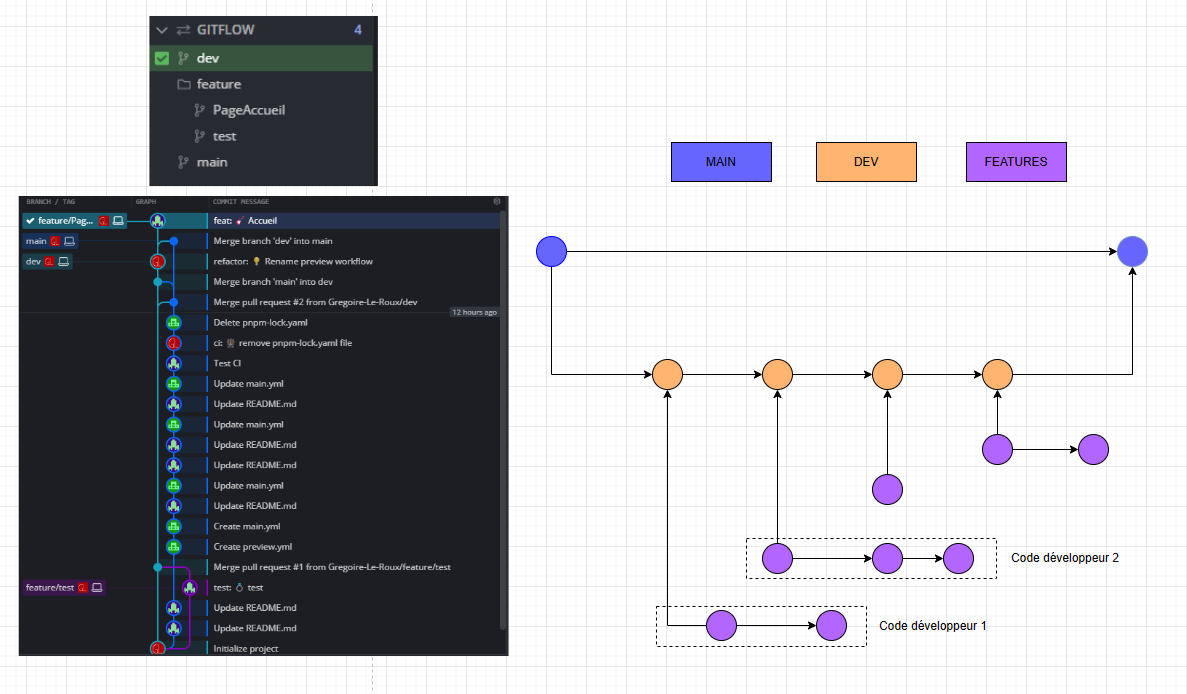 GITFLOW 4
dev
feature
PageAccueil
test
main
BRANCH / TAG GRAPH COMMIT MESSAGE
feature/Pag... feat: Accueil
main Merge branch 'dev' into main
dev refactor: Rename preview workflow
Merge branch 'main' into dev
Merge pull request #2 from Gregoire-Le-Roux/dev
12 hours ago
Delete pnpm-lock.yaml
ci: remove pnpm-lock.yaml file
Test CI
Update main.yml
Update README.md
Update main.yml
Update README.md
Update README.md
Update main.yml
Update README.md
Create main.yml
Create preview.yml
Merge pull request #1 from Gregoire-Le-Roux/feature/test
feature/test test: test
Update README.md
Update README.md
Initialize project
MAIN DEV FEATURES
Code développeur 2
Code développeur 1